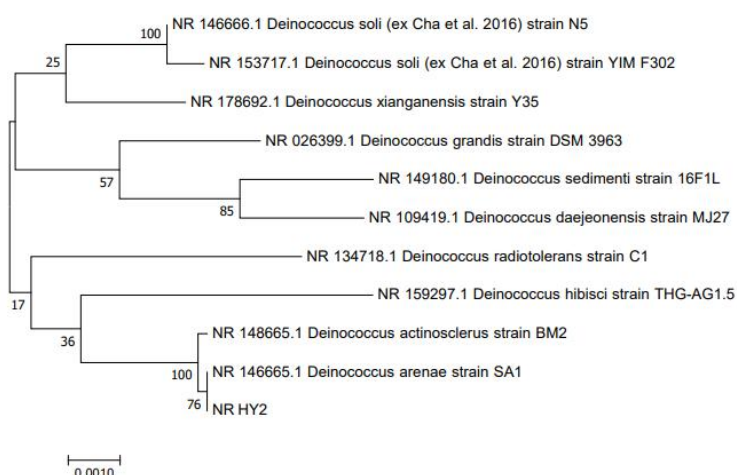 NR 146666.1 Deinococcus soli (ex Cha et al. 2016) strain N5
100
25
NR 153717.1 Deinococcus soli (ex Cha et al. 2016) strain YIM F302
NR 178692.1 Deinococcus xianganensis strain Y35
NR 026399.1 Deinococcus grandis strain DSM 3963
57
NR 149180.1 Deinococcus sedimenti strain 16F1L
85
NR 109419.1 Deinococcus daejeonensis strain MJ27
NR 134718.1 Deinococcus radiotolerans strain C1
17
NR 159297.1 Deinococcus hibisci strain THG-AG1.5
36
NR 148665.1 Deinococcus actinosclerus strain BM2
100
NR 146665.1 Deinococcus arenae strain SA1
76
NR HY2
0.0010